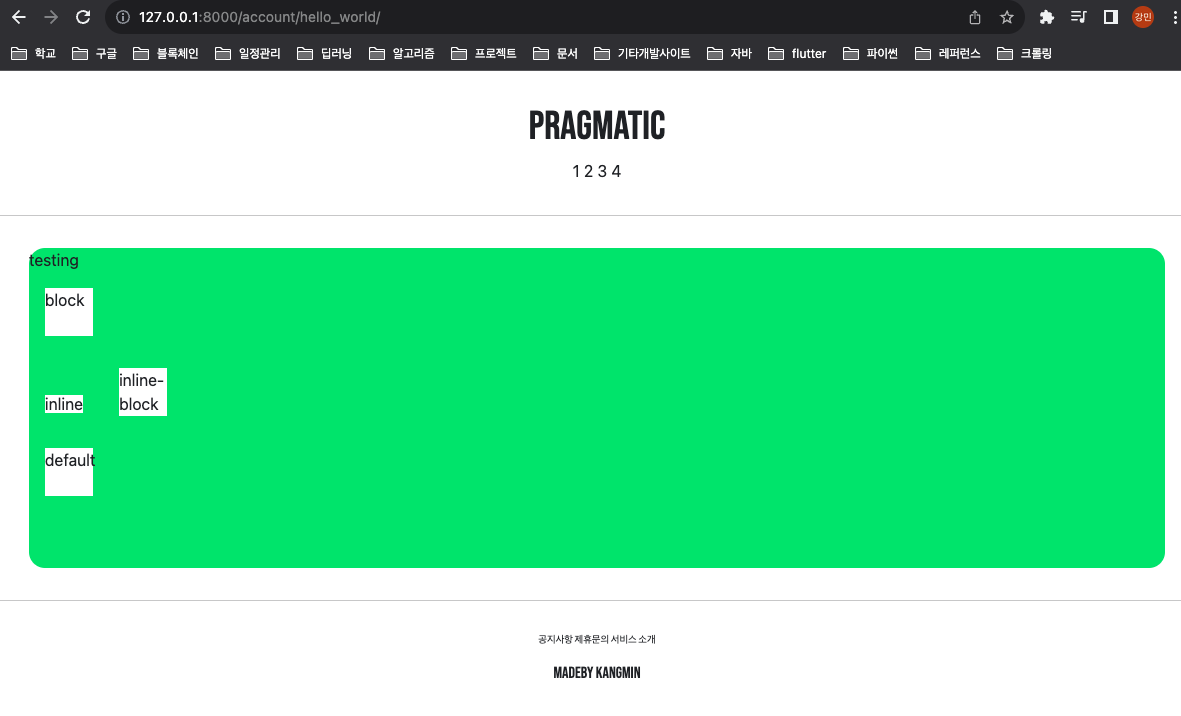 127.0.0.1:8000/account/hello_world/
강민
학교 구글 블록체인 일정관리 딥러닝 알고리즘 프로젝트 문서 기타개발사이트 자바 flutter 파이썬 레퍼런스 크롤링
PRAGMATIC
1 2 3 4
testing
block
inline-
inline block
default
공지사항 제휴문의 서비스 소개
MADEBY KANGMIN